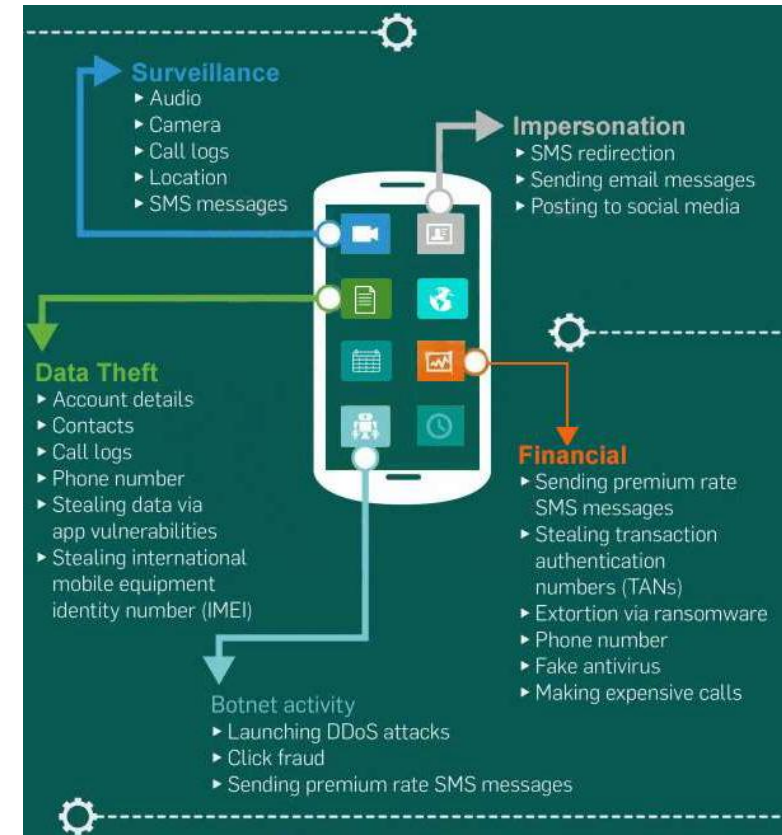 Surveillance
▸ Audio
▸ Camera
▸ Call logs
▸ Location
▸ SMS messages
Impersonation
▸ SMS redirection
▸ Sending email messages
▸ Posting to social media
Data Theft
▸ Account details
▸ Contacts
▸ Call logs
▸ Phone number
▸ Stealing data via
app vulnerabilities
▸ Stealing international
mobile equipment
identity number (IMEI)
Financial
▸ Sending premium rate
SMS messages
▸ Stealing transaction
authentication
numbers (TANs)
▸ Extortion via ransomware
▸ Phone number
▸ Fake antivirus
▸ Making expensive calls
Botnet activity
▸ Launching DDoS attacks
▸ Click fraud
▸ Sending premium rate SMS messages